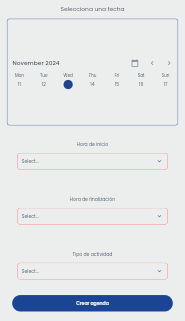 Selecciona una fecha
November 2024
Mon Tue Wed Thu Fri Sat Sun
11 12 14 15 16 17
Hora de inicio
Select...
Hora de finalización
Select...
Tipo de actividad
Select...
Crear agenda